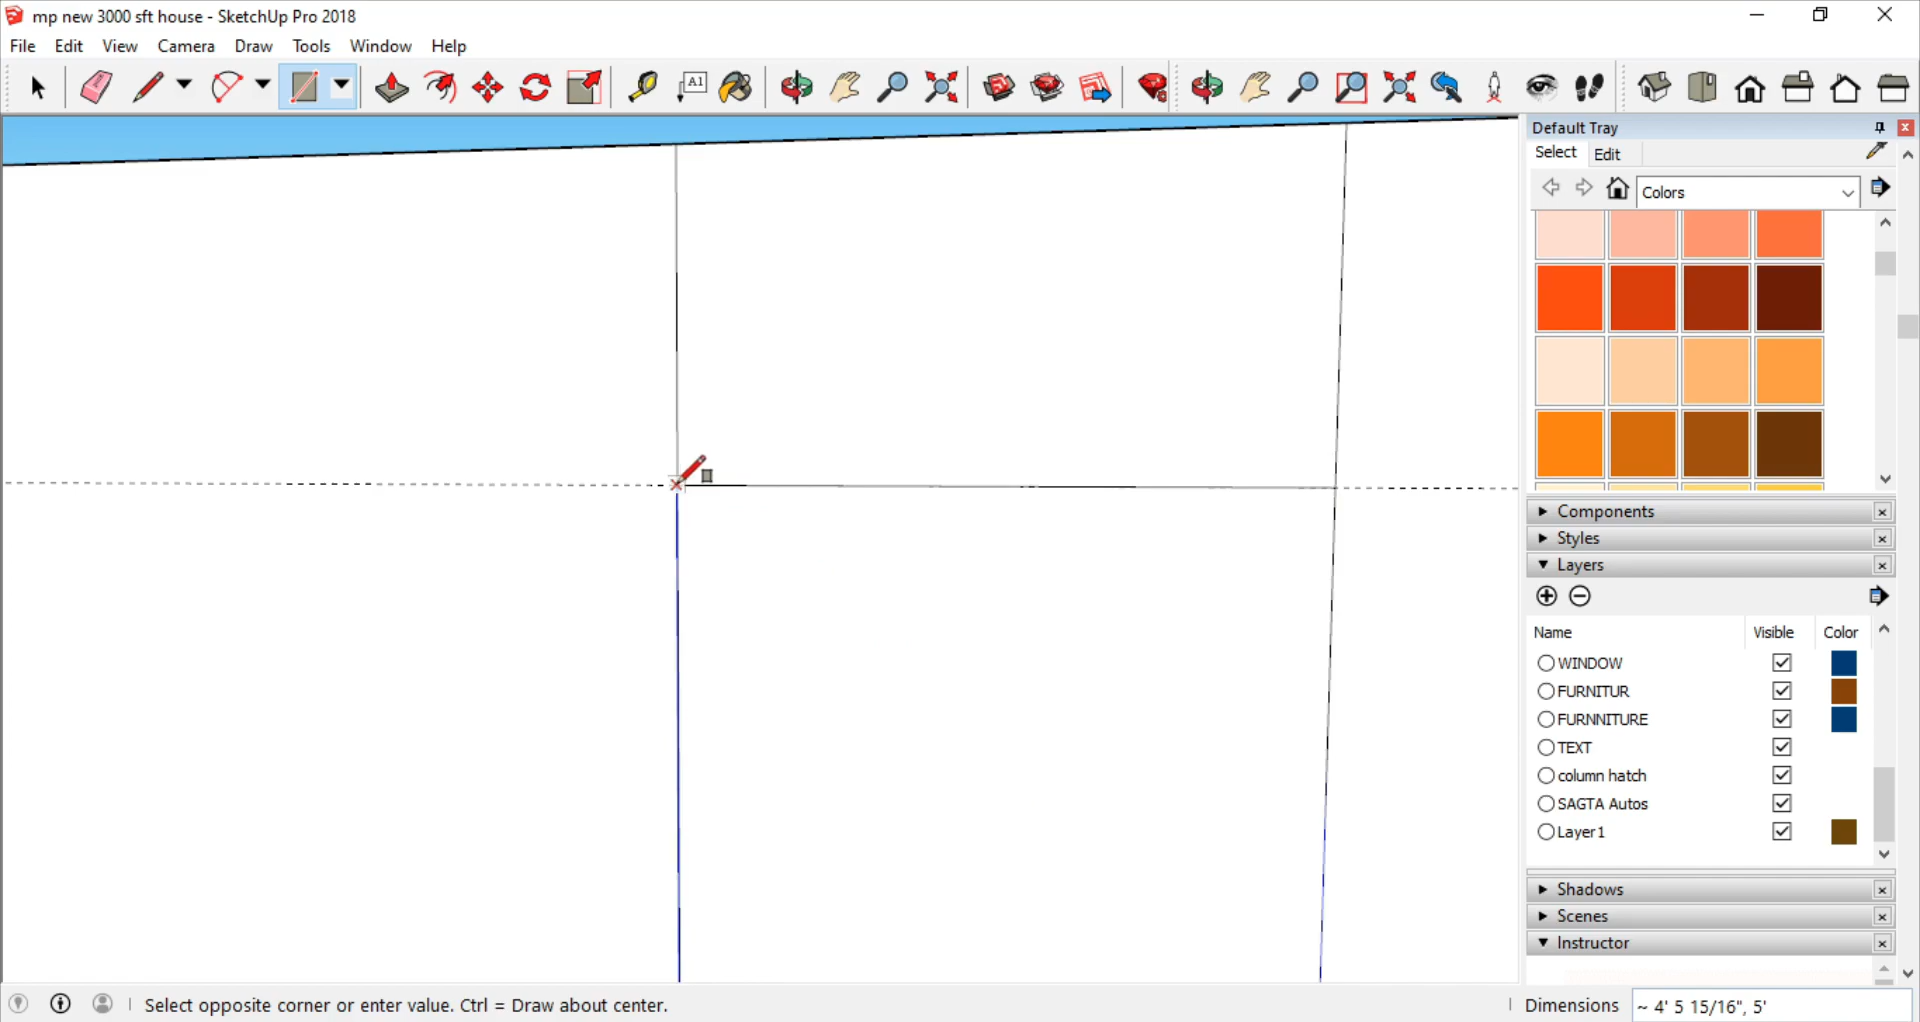 mp new 3000 sft house - SketchUp Pro 2018
File Edit View Camera Draw Tools Window Help
A1
Default Tray
Select Edit
Colors
Components
Styles
Layers
Name Visible Color
WINDOW
FURNITUR
FURNNITURE
TEXT
column hatch
SAGTA Autos
Layer1
Shadows
Scenes
Instructor
Select opposite corner or enter value. Ctrl = Draw about center.
Dimensions ~ 4' 5 15/16", 5'